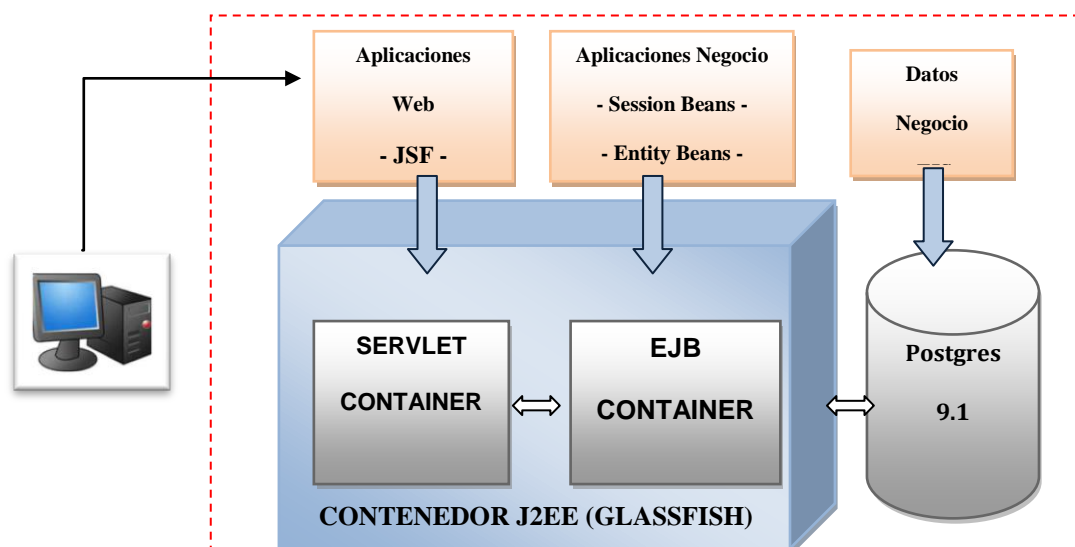 Aplicaciones
Web
- JSF -
Aplicaciones Negocio
- Session Beans -
- Entity Beans -
Datos
Negocio
SERVLET
CONTAINER
EJB
CONTAINER
Postgres
9.1
CONTENEDOR J2EE (GLASSFISH)